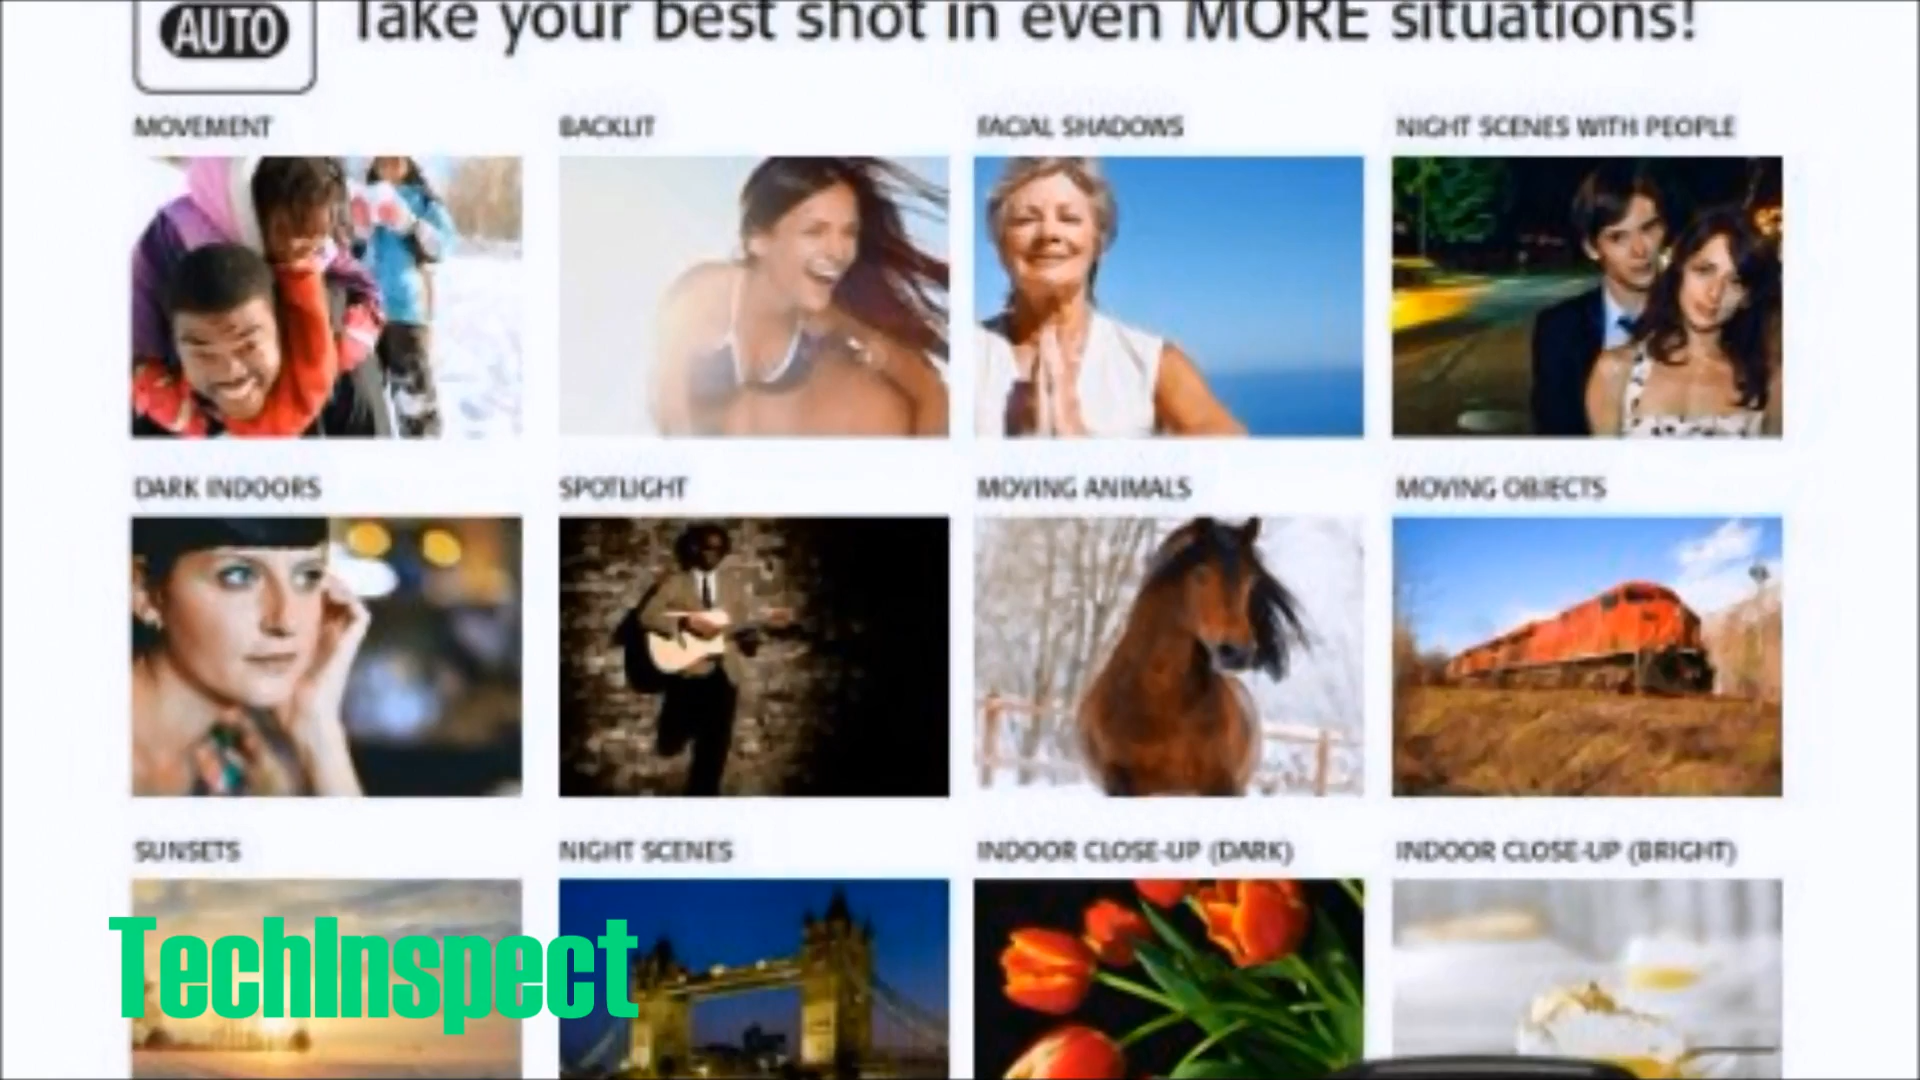 AUTO
Take your best shot in even MORE situations!
MOVEMENT
BACKLIT
FACIAL SHADOWS
NIGHT SCENES WITH PEOPLE
DARK INDOORS
SPOTLIGHT
MOVING ANIMALS
MOVING OBJECTS
SUNSETS
NIGHT SCENES
INDOOR CLOSE-UP (DARK)
INDOOR CLOSE-UP (BRIGHT)
TechInspect